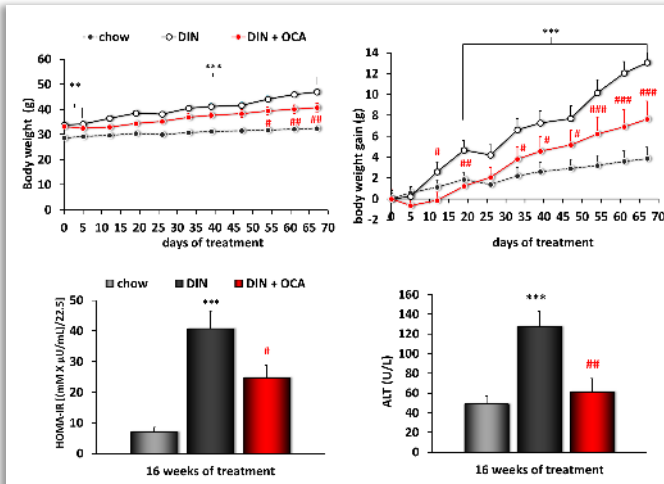 chow DIN DIN + OCA
***
70
60
50
40
30
20
10
0
Body weight (g)
**
***
# ## ##
0 5 10 15 20 25 30 35 40 45 50 55 60 65 70
days of treatment
14
12
10
8
6
4
2
0
-2
body weight gain (g)
# ## # # # ### ### ###
0 5 10 15 20 25 30 35 40 45 50 55 60 65 70
days of treatment
chow DIN DIN + OCA
50
40
30
20
10
0
HOMA-IR [(mM X µU/mL)/22.5]
***
#
16 weeks of treatment
160
140
120
100
80
60
40
20
0
ALT (U/L)
***
##
16 weeks of treatment